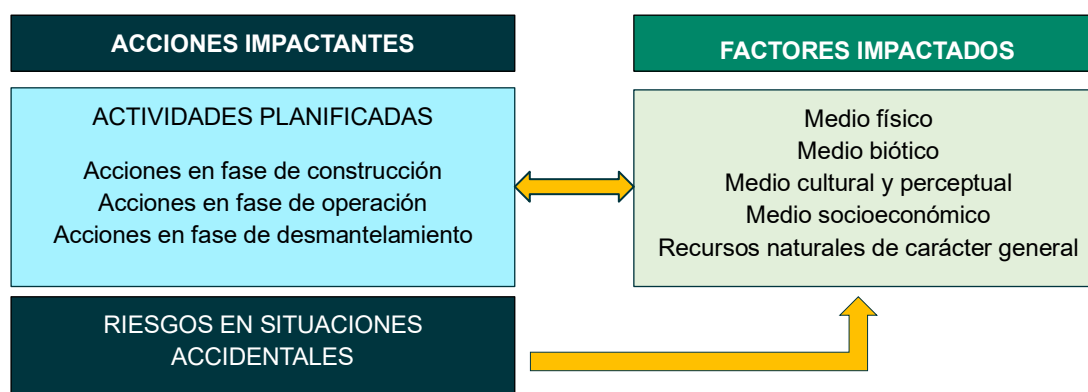 ACCIONES IMPACTANTES
ACTIVIDADES PLANIFICADAS
Acciones en fase de construcción
Acciones en fase de operación
Acciones en fase de desmantelamiento
RIESGOS EN SITUACIONES
ACCIDENTALES
FACTORES IMPACTADOS
Medio físico
Medio biótico
Medio cultural y perceptual
Medio socioeconómico
Recursos naturales de carácter general